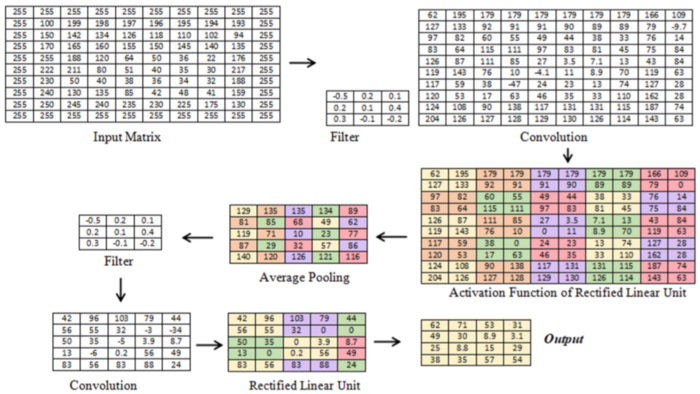 255 255 255 255 255 255 255 255 255
255 100 199 198 197 196 195 194 193
255 150 142 134 126 118 110 102 94 255
255 170 165 160 155 150 145 140 135 255
255 255 188 120 64 50 36 22 176 255
255 222 211 80 51 40 35 30 217 255
255 230 50 40 38 36 34 32 188 255
255 240 130 135 85 42 48 41 159 255
255 250 245 240 235 230 225 175 130 255
255 255 255 255 255 255 255 255 255
Input Matrix
-0.5 0.2 0.1
0.2 0.1 0.4
0.3 -0.1 -0.2
Filter
62 195 179 179 179 179 179 179 166 109
127 133 92 91 91 90 89 89 79 -9.7
97 82 60 55 49 44 38 33 76 14
83 64 115 111 97 83 81 45 75 84
126 87 111 85 27 3.5 7.1 13 43 84
119 143 76 10 -4.1 11 8.9 70 119 63
117 59 38 -47 24 23 13 74 127 28
120 53 17 63 46 35 33 110 162 28
124 108 90 138 117 131 131 115 187 74
204 126 127 128 129 130 126 114 143 63
Convolution
62 195 179 179 179 179 179 179 166 109
127 133 92 91 91 90 89 89 79 0
97 82 60 55 49 44 38 33 76 14
83 64 115 111 97 83 81 45 75 84
126 87 111 85 27 3.5 7.1 13 43 84
119 143 76 10 0 11 8.9 70 119 63
117 59 38 0 24 23 13 74 127 28
120 53 17 63 46 35 33 110 162 28
124 108 90 138 117 131 131 115 187 74
204 126 127 128 129 130 126 114 143 63
Activation Function of Rectified Linear Unit
129 135 135 134 89
81 85 68 49 62
119 71 10 23 77
87 29 32 57 86
140 120 126 121 116
Average Pooling
-0.5 0.2 0.1
0.2 0.1 0.4
0.3 -0.1 -0.2
Filter
42 96 103 79 44
56 55 32 -3 -34
50 35 -5 3.9 8.7
13 -6 0.2 56 49
83 56 83 88 24
Convolution
42 96 103 79 44
56 55 32 0 0
50 35 0 3.9 8.7
13 0 0.2 56 49
83 56 83 88 24
Rectified Linear Unit
62 71 53 31
49 30 8.9 3.1
25 8.8 15 29
38 35 57 54
Output